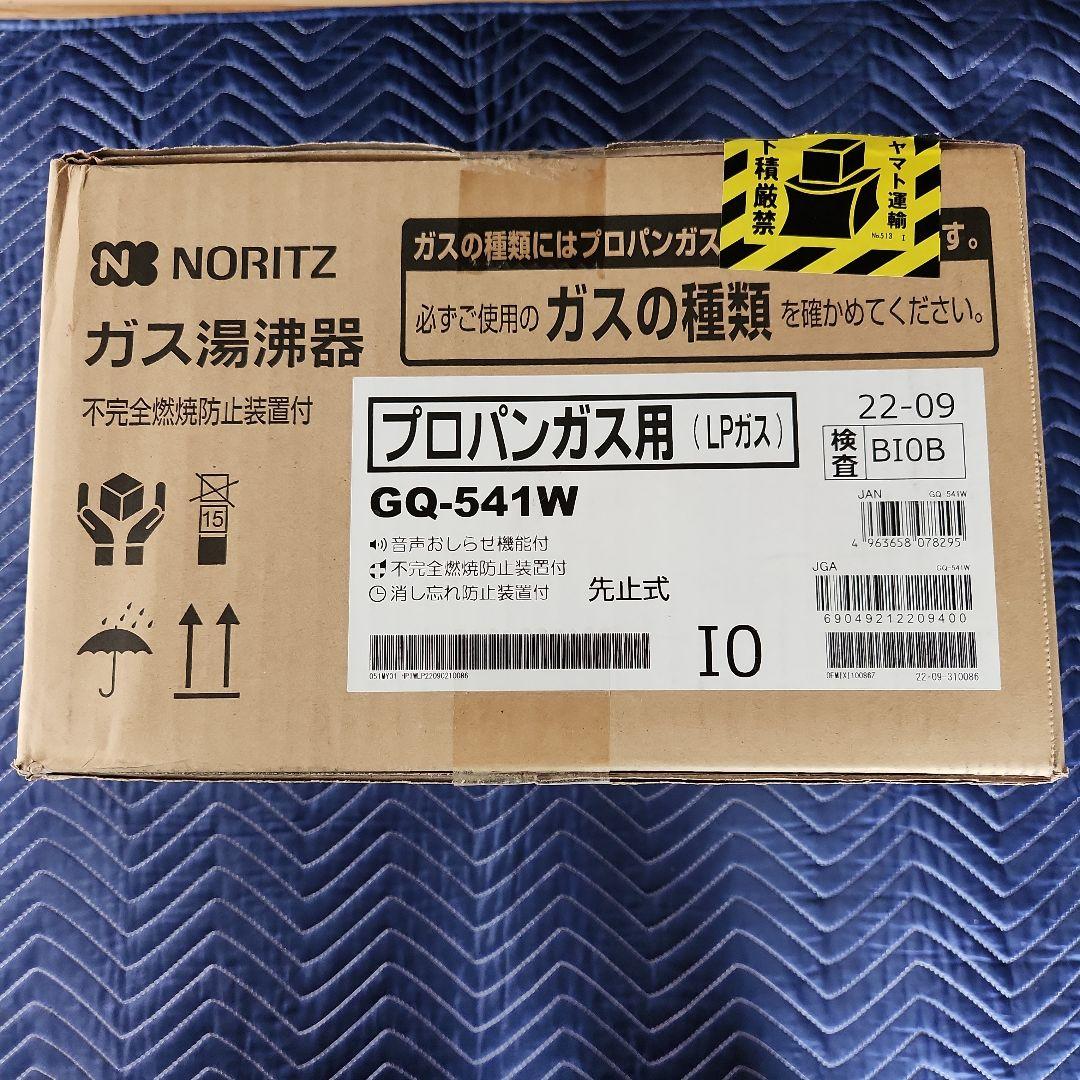 NORITZ
ガス湯沸器
不完全燃焼防止装置付
15
ガスの種類にはプロパンガス
す。
必ずご使用の ガスの種類 を確かめてください。
下積厳禁
ヤマト運輸
No.513 I
プロパンガス用（LPガス）
22-09
検査 BIOB
GQ-541W
音声おしらせ機能付
不完全燃焼防止装置付
消し忘れ防止装置付
先止式
IO
JAN GQ-541W
4 963658 078295
JGA GQ-541W
69049212209400
22-09-310086